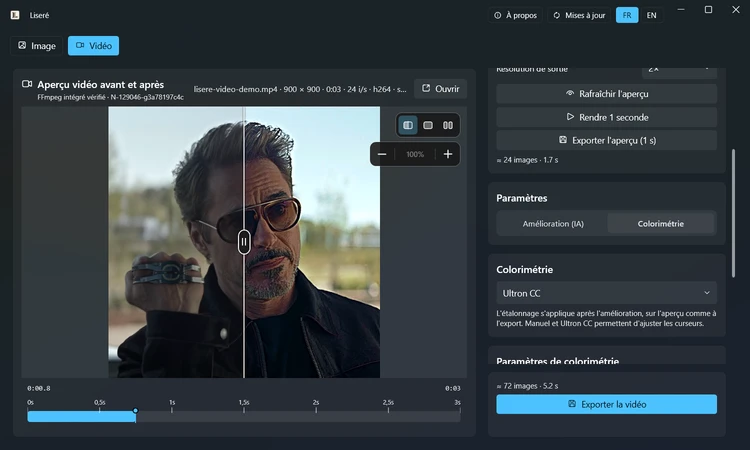 Liseré
À propos
Mises à jour
FR
EN
Image
Vidéo
Aperçu vidéo avant et après
FFmpeg intégré vérifié · N-129046-g3a78197c4c
lisere-video-demo.mp4 · 900 × 900 · 0:03 · 24 i/s · h264 · s...
Ouvrir
100%
0:00.8
0:03
0s
0,5s
1s
1,5s
2s
2,5s
3s
Résolution de sortie
2×
Rafraîchir l'aperçu
Rendre 1 seconde
Exporter l'aperçu (1 s)
≈ 24 images · 1.7 s
Paramètres
Amélioration (IA)
Colorimétrie
Colorimétrie
Ultron CC
L'étalonnage s'applique après l'amélioration, sur l'aperçu comme à
l'export. Manuel et Ultron CC permettent d'ajuster les curseurs.
Paramètres de colorimétrie
≈ 72 images · 5.2 s
Exporter la vidéo